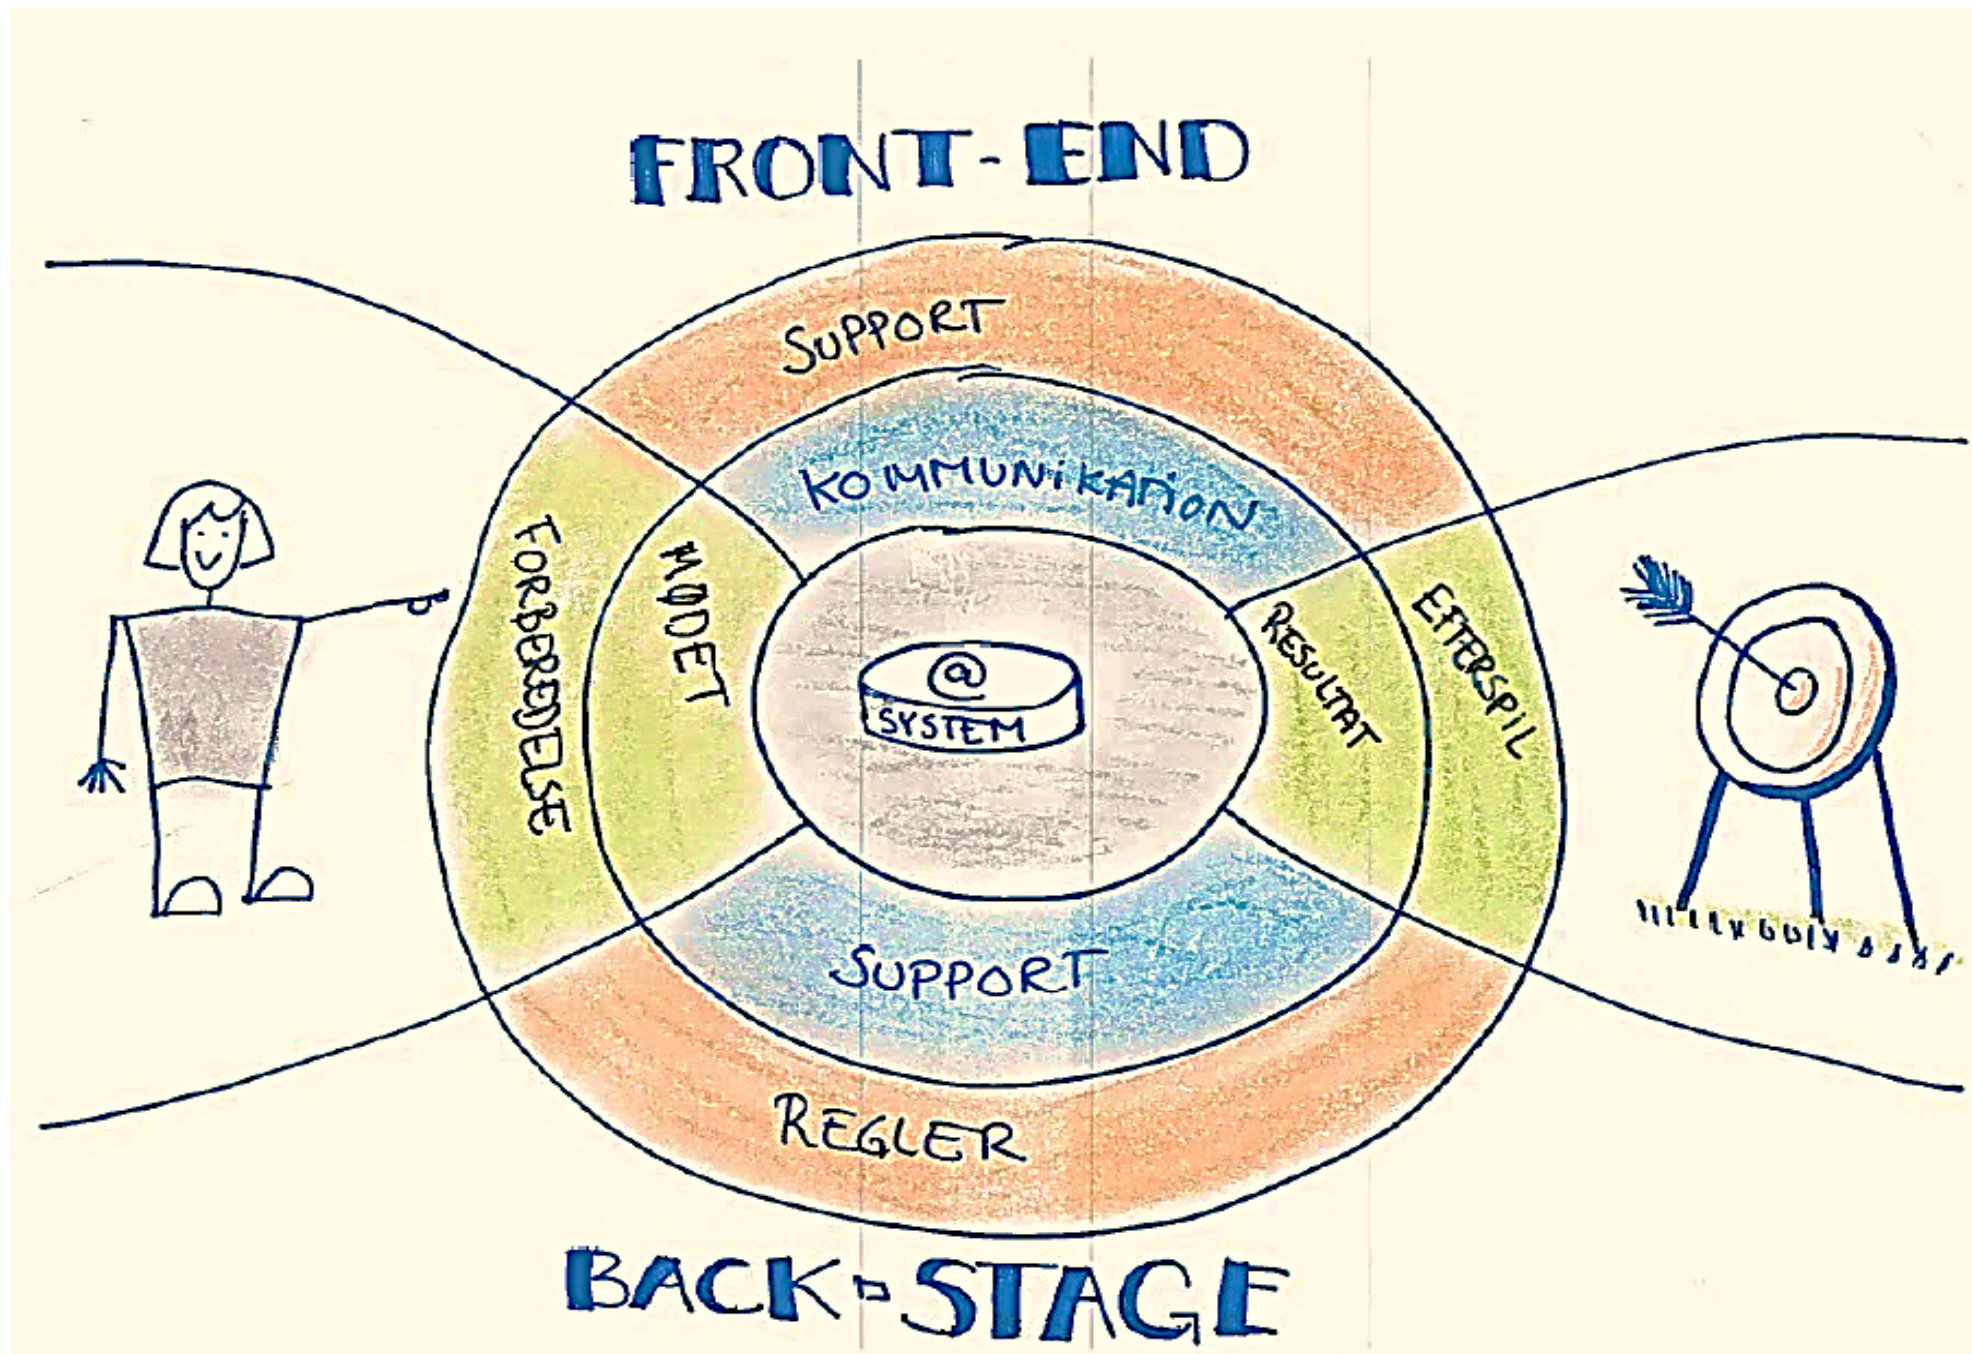 FRONT-END
SUPPORT
KOMMUNIKATION
FORBEREDELSE
MØDET
@
SYSTEM
RESULTAT
EFTERSPIL
SUPPORT
REGLER
BACK-STAGE